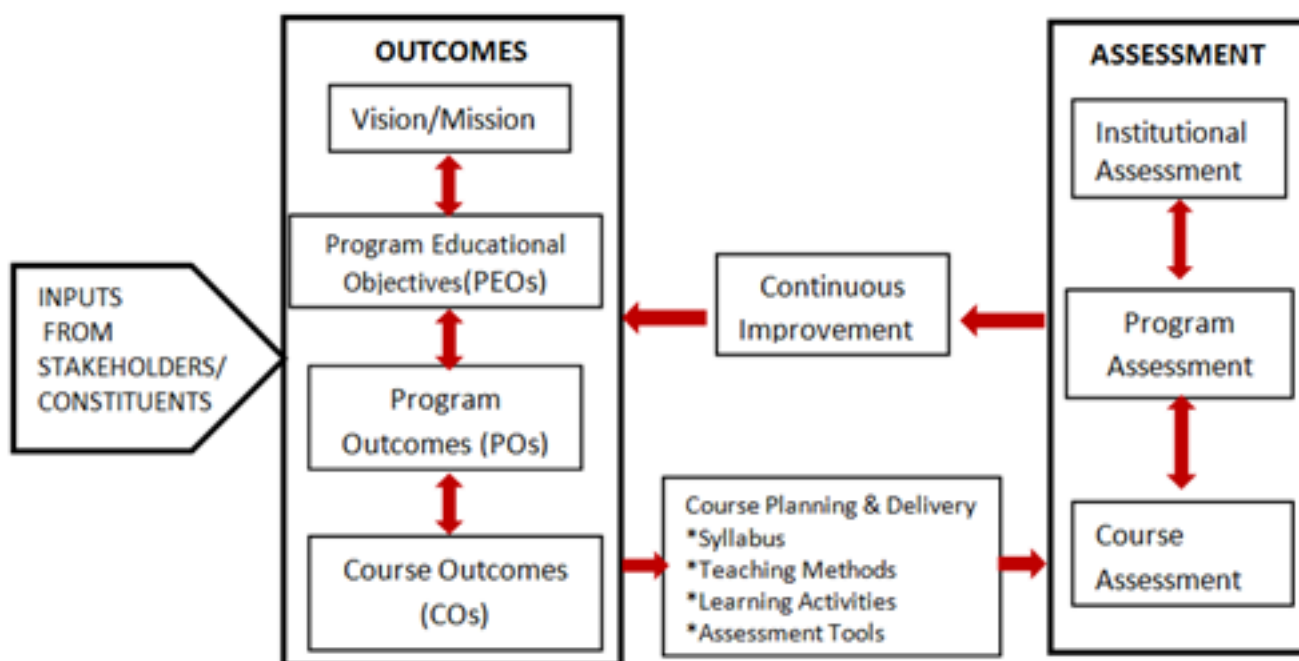 OUTCOMES
Vision/Mission
Program Educational
Objectives(PEOs)
Program
Outcomes (POs)
Course Outcomes
(COs)
INPUTS
FROM
STAKEHOLDERS/
CONSTITUENTS
Continuous
Improvement
Course Planning & Delivery
*Syllabus
*Teaching Methods
*Learning Activities
*Assessment Tools
ASSESSMENT
Institutional
Assessment
Program
Assessment
Course
Assessment